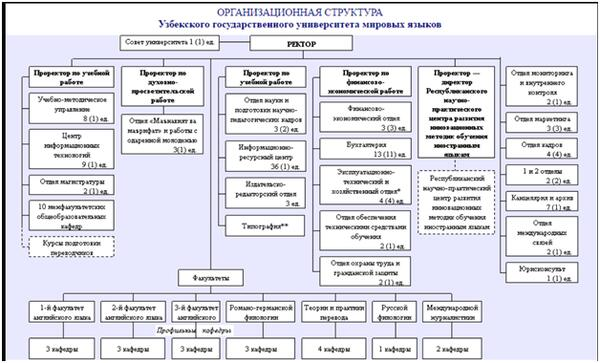 ОРГАНИЗАЦИОННАЯ СТРУКТУРА
Узбекского государственного университета мировых языков
Совет университета 1 (1) ед.
РЕКТОР
Проректор по учебной
работе
Учебно-методическое
управление
8 (1) ед.
Центр
информационных
технологий
9 (1) ед.
Отдел магистратуры
2 (1) ед.
10 межфакультетских
общеобразовательных
кафедр
Курсы подготовки
переводчиков
Проректор по
духовно-
просветительской
работе
Отдел «Маънавият ва
маърифат» и работы с
одаренной молодежью
3(1) ед.
Проректор по
учебной работе
Отдел науки и
подготовки научно-
педагогических кадров
3 (2) ед.
Информационно-
ресурсный центр
36 (1) ед.
Издательско-
редакторский отдел
3 ед.
Типография**
Проректор по
финансово-
экономической работе
Финансово-
экономический отдел
3 (3) ед.
Бухгалтерия
13 (11) ед.
Эксплуатационно-
технический и
хозяйственный отдел*
4 (4) ед.
Отдел обеспечения
техническими средствами
обучения
2 (1) ед.
Отдел охраны труда и
гражданской защиты
2 (1) ед.
Проректор —
директор
Республиканского
научно-
практического
центра развития
инновационных
методик обучения
иностранным
языкам
Республиканский
научно-практический
центр развития
инновационных
методик обучения
иностранным языкам
Отдел мониторинга и
внутреннего контроля
2 (1) ед.
Отдел маркетинга
3 (3) ед.
Отдел кадров
4 (4) ед.
1 и 2 отделы
2 (2) ед.
Канцелярия и архив
7 (1) ед.
Отдел
международных
связей
2 (1) ед.
Юрисконсульт
1 (1) ед.
Факультеты
1-й факультет
английского языка
2-й факультет
английского языка
3-й факультет
английского
Романо-германской
филологии
Теории и практики
перевода
Русской
филологии
Международной
журналистики
Профильные кафедры
3 кафедры
3 кафедры
3 кафедры
3 кафедры
4 кафедры
1 кафедры
2 кафедры